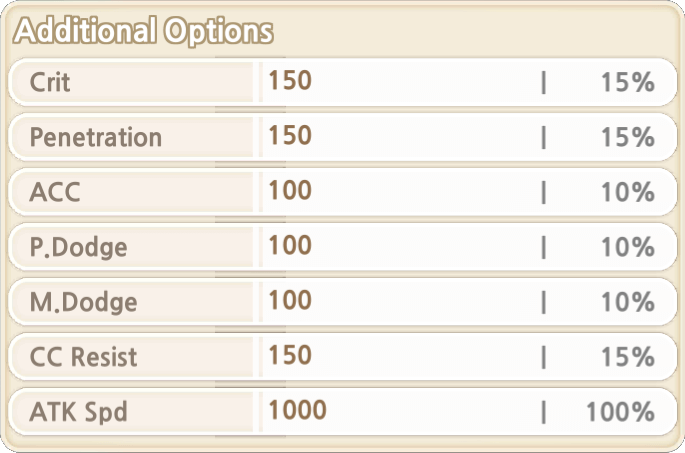 Additional Options
Crit 150 | 15%
Penetration 150 | 15%
ACC 100 | 10%
P.Dodge 100 | 10%
M.Dodge 100 | 10%
CC Resist 150 | 15%
ATK Spd 1000 | 100%